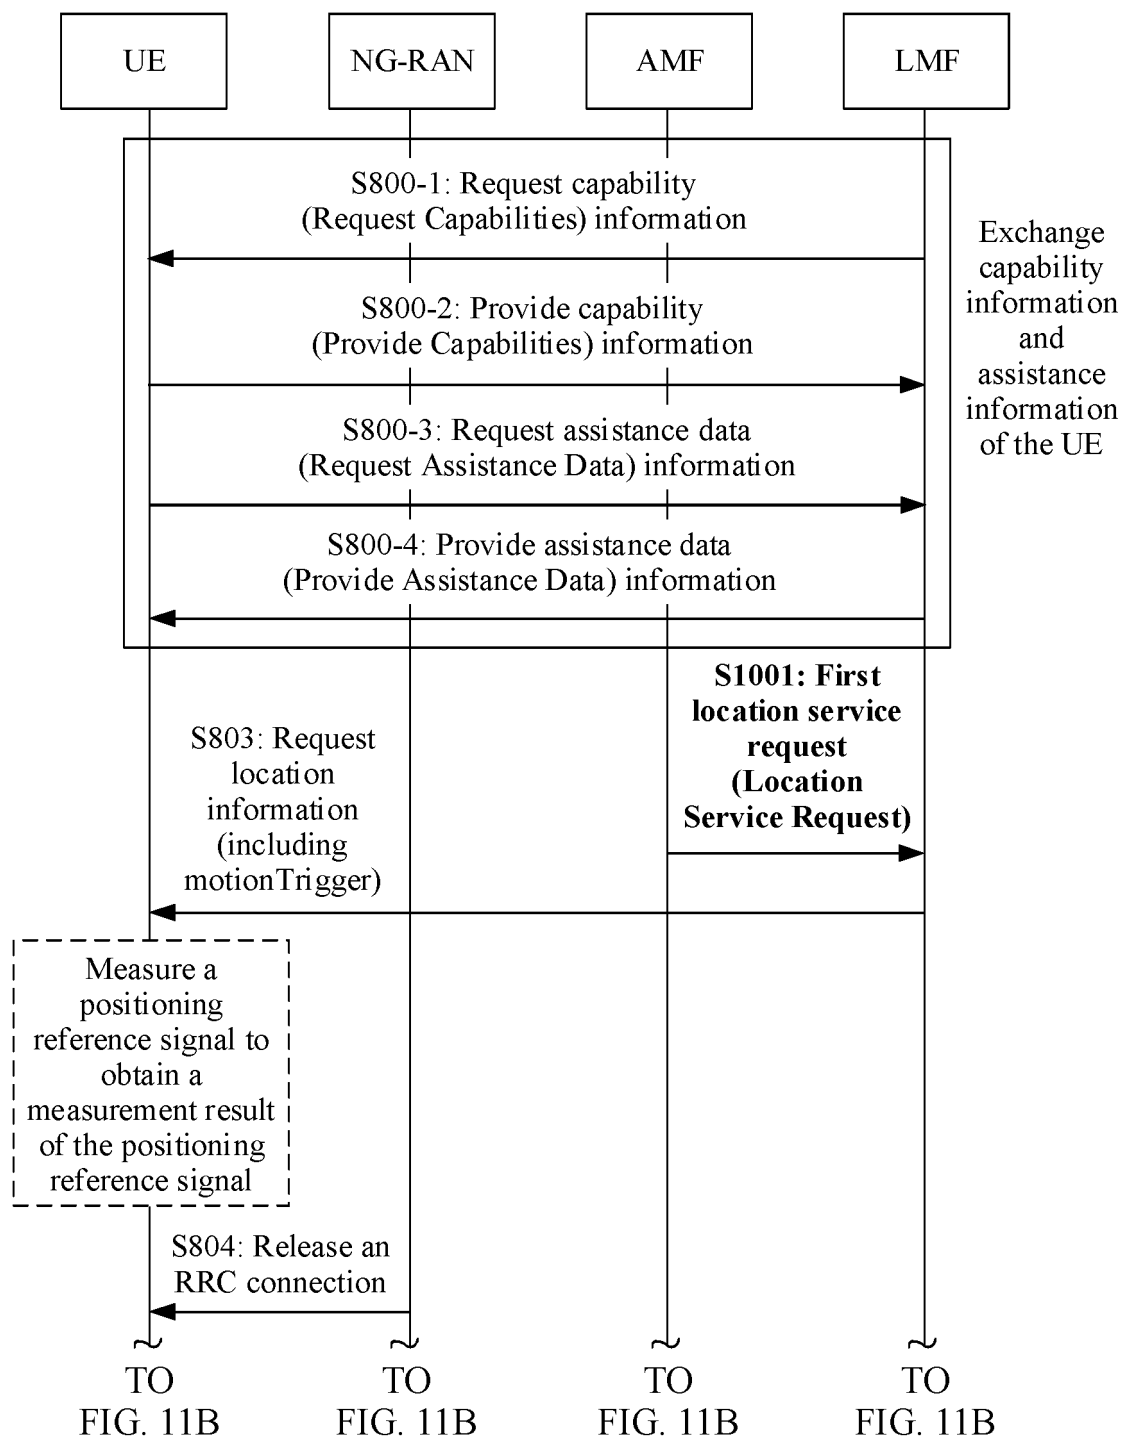 UE
NG-RAN
AMF
LMF
S800-1: Request capability
(Request Capabilities) information
S800-2: Provide capability
(Provide Capabilities) information
S800-3: Request assistance data
(Request Assistance Data) information
S800-4: Provide assistance data
(Provide Assistance Data) information
Exchange
capability
information
and
assistance
information
of the UE
S1001: First
location service
request
(Location
Service Request)
S803: Request
location
information
(including
motionTrigger)
Measure a
positioning
reference signal to
obtain a
measurement result
of the positioning
reference signal
S804: Release an
RRC connection
TO
FIG. 11B
TO
FIG. 11B
TO
FIG. 11B
TO
FIG. 11B